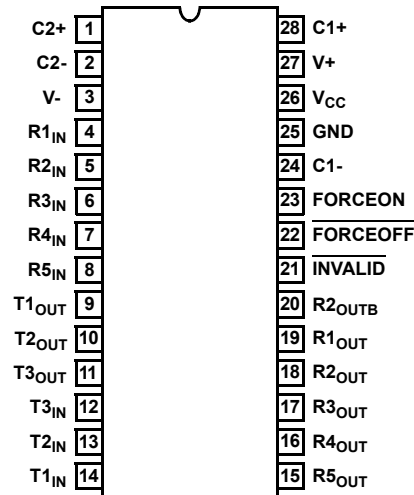 C2+ 1 28 C1+
C2- 2 27 V+
V- 3 26 VCC
R1IN 4 25 GND
R2IN 5 24 C1-
R3IN 6 23 FORCEON
R4IN 7 22 FORCEOFF
R5IN 8 21 INVALID
T1OUT 9 20 R2OUTB
T2OUT 10 19 R1OUT
T3OUT 11 18 R2OUT
T3IN 12 17 R3OUT
T2IN 13 16 R4OUT
T1IN 14 15 R5OUT